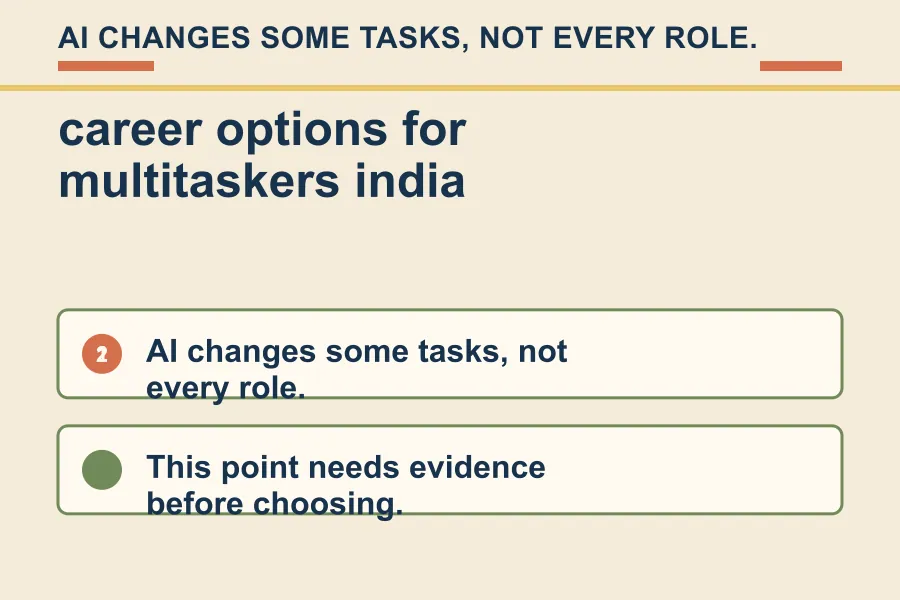 AI CHANGES SOME TASKS, NOT EVERY ROLE.
career options for
multitaskers india
2
AI changes some tasks, not
every role.
This point needs evidence
before choosing.